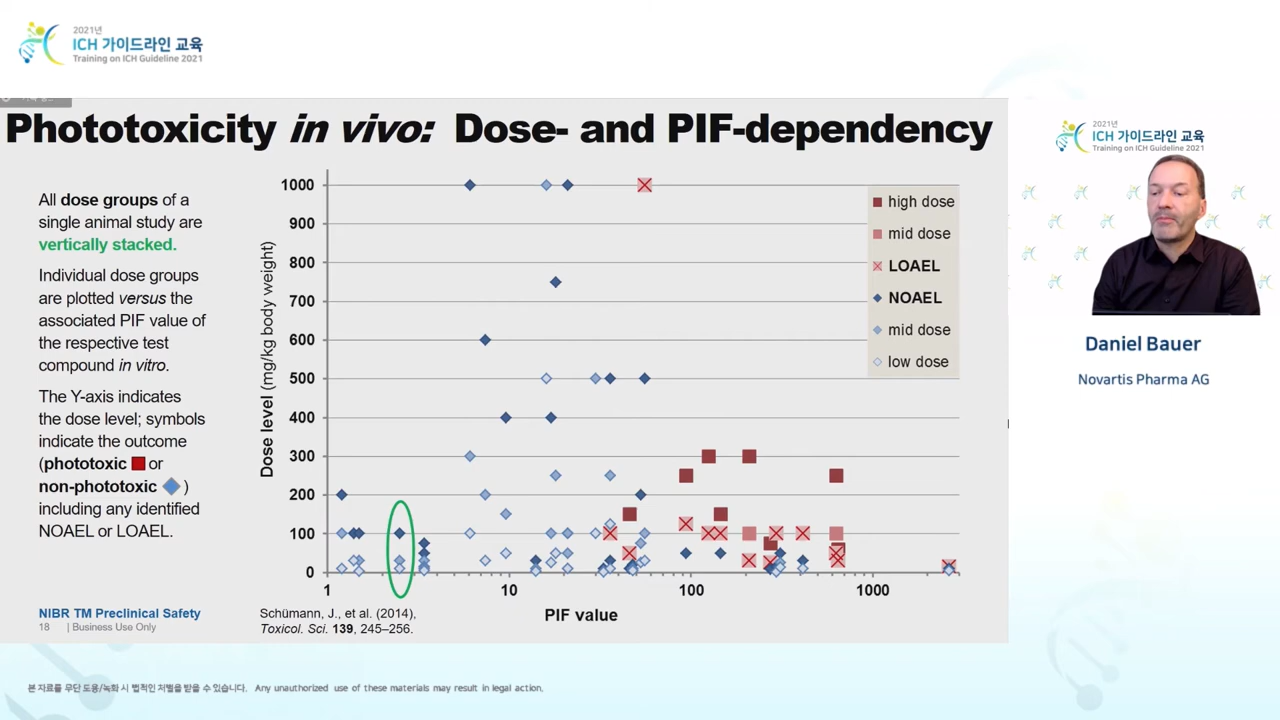 2021년
ICH 가이드라인 교육
Training on ICH Guideline 2021
Phototoxicity in vivo: Dose- and PIF-dependency
All dose groups of a
single animal study are
vertically stacked.
Individual dose groups
are plotted versus the
associated PIF value of
the respective test
compound in vitro.
The Y-axis indicates
the dose level; symbols
indicate the outcome
(phototoxic or
non-phototoxic )
including any identified
NOAEL or LOAEL.
NIBR TM Preclinical Safety
18 | Business Use Only
Dose level (mg/kg body weight)
1000
900
800
700
600
500
400
300
200
100
0
1 10 100 1000
PIF value
high dose
mid dose
LOAEL
NOAEL
mid dose
low dose
Schümann, J., et al. (2014),
Toxicol. Sci. 139, 245–256.
2021년
ICH 가이드라인 교육
Training on ICH Guideline 2021
Daniel Bauer
Novartis Pharma AG
본 자료를 무단 도용/녹화 시 법적인 처벌을 받을 수 있습니다. Any unauthorized use of these materials may result in legal action.